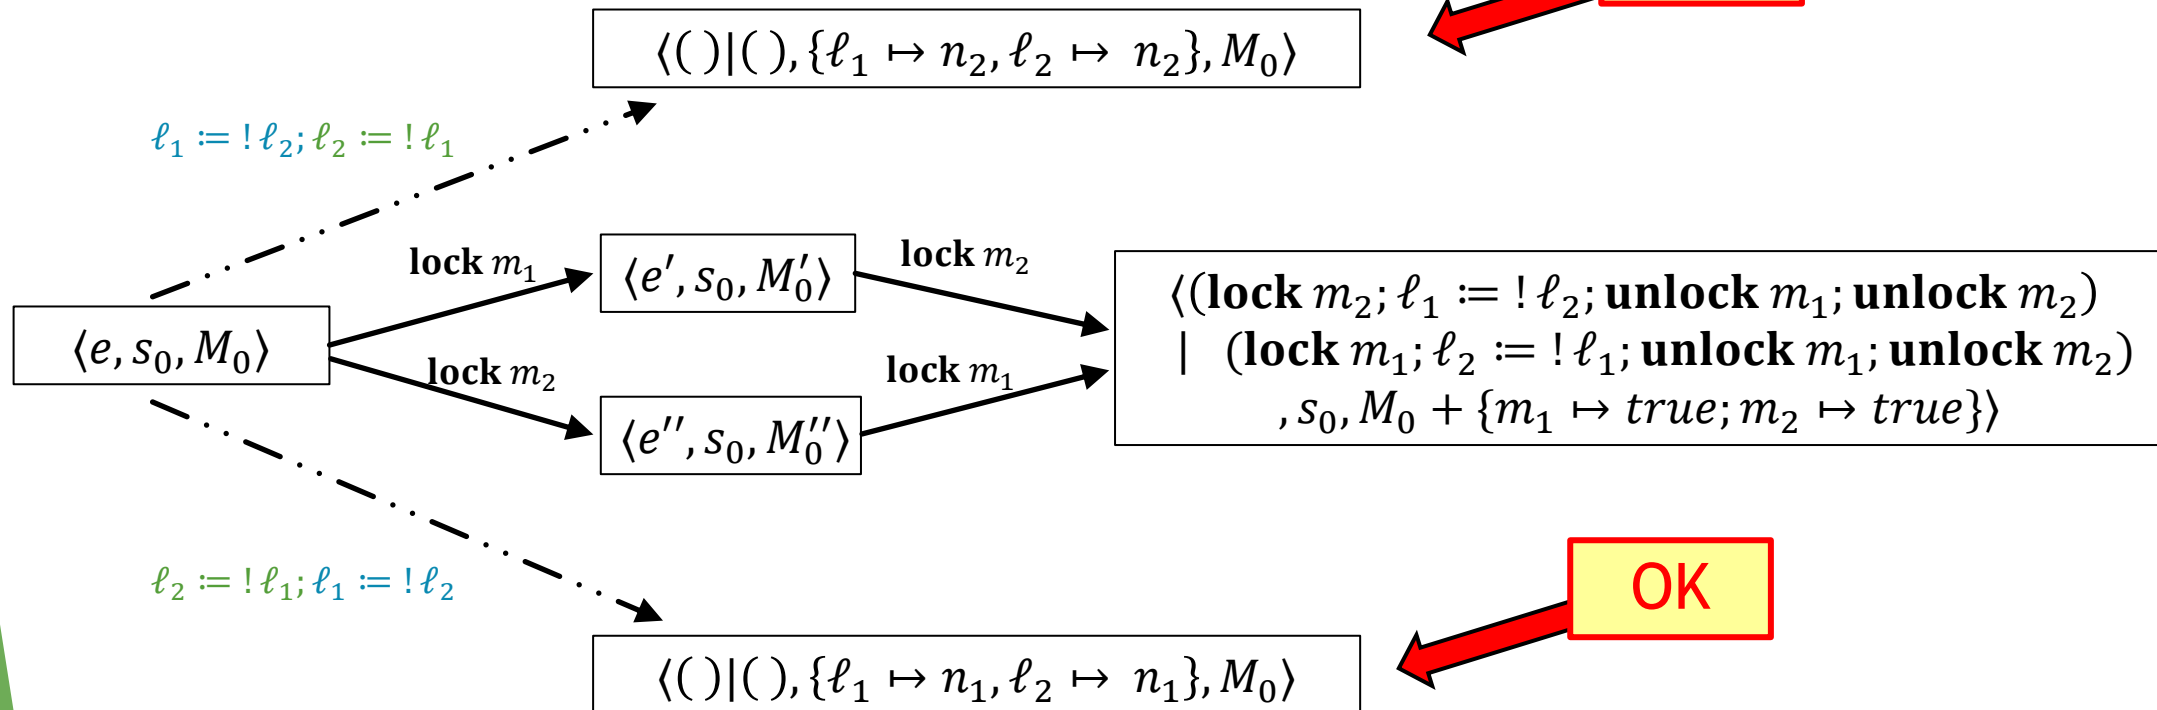 ⟨( )|( ), {ℓ₁ ↦ n₂, ℓ₂ ↦ n₂}, M₀⟩
ℓ₁ ≔ ! ℓ₂; ℓ₂ ≔ ! ℓ₁
lock m₁
⟨e′, s₀, M₀′⟩
lock m₂
⟨e, s₀, M₀⟩
lock m₂
⟨e′′, s₀, M₀′′⟩
lock m₁
⟨(lock m₂; ℓ₁ ≔ ! ℓ₂; unlock m₁; unlock m₂)
| (lock m₁; ℓ₂ ≔ ! ℓ₁; unlock m₁; unlock m₂)
, s₀, M₀ + {m₁ ↦ true; m₂ ↦ true}⟩
ℓ₂ ≔ ! ℓ₁; ℓ₁ ≔ ! ℓ₂
OK
⟨( )|( ), {ℓ₁ ↦ n₁, ℓ₂ ↦ n₁}, M₀⟩